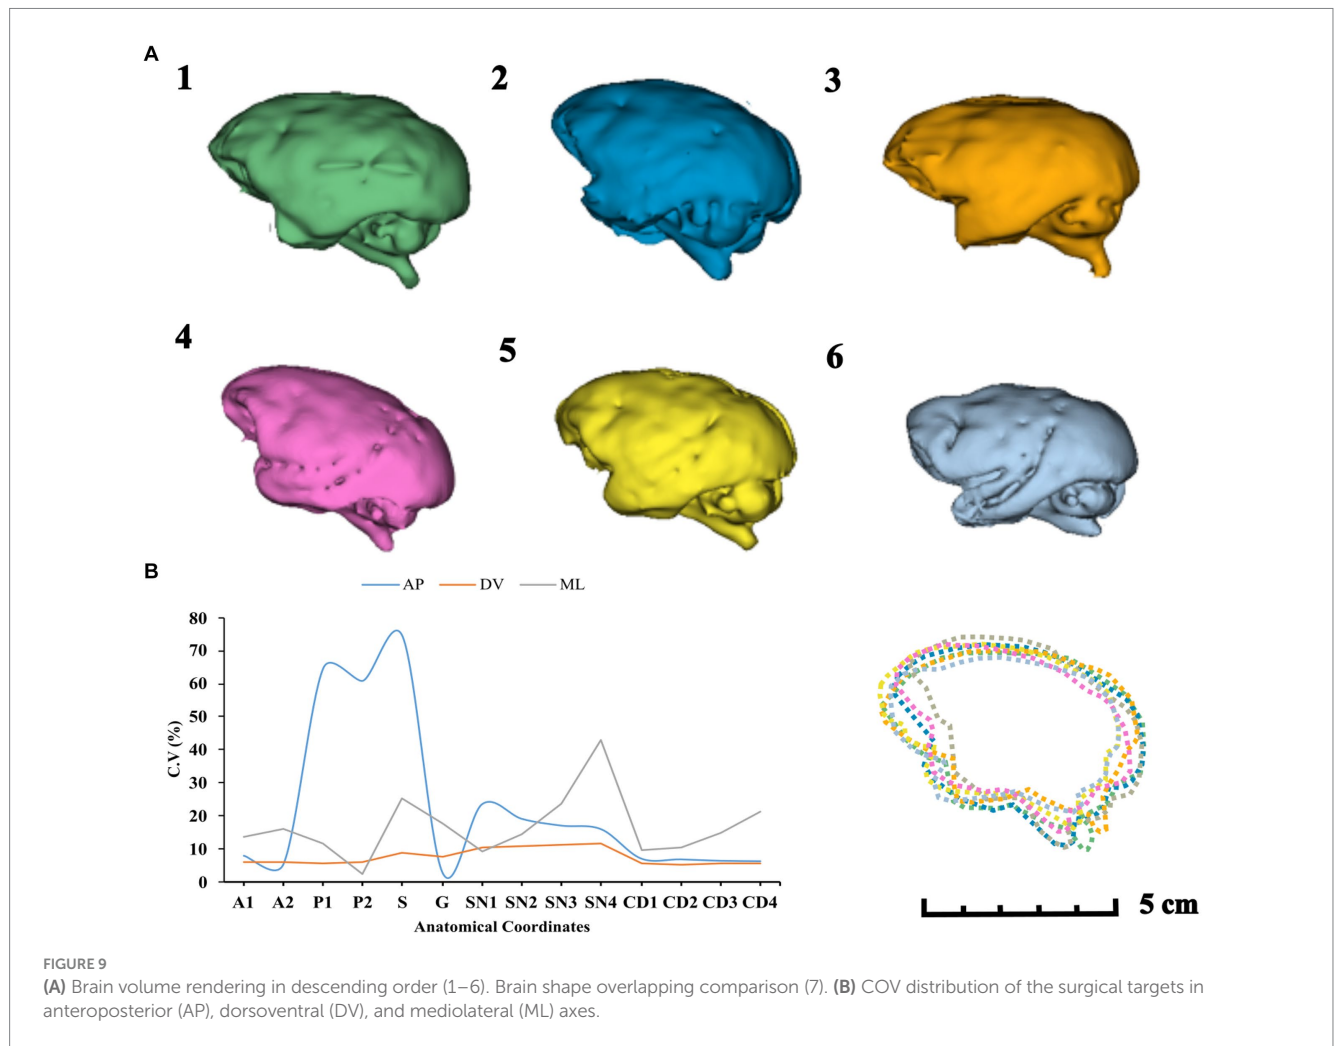 A
1
2
3
4
5
6
B
AP DV ML
80
70
60
50
40
30
20
10
0
C.V (%)
A1 A2 P1 P2 S G SN1 SN2 SN3 SN4 CD1 CD2 CD3 CD4
Anatomical Coordinates
5 cm
FIGURE 9
(A) Brain volume rendering in descending order (1–6). Brain shape overlapping comparison (7). (B) COV distribution of the surgical targets in
anteroposterior (AP), dorsoventral (DV), and mediolateral (ML) axes.